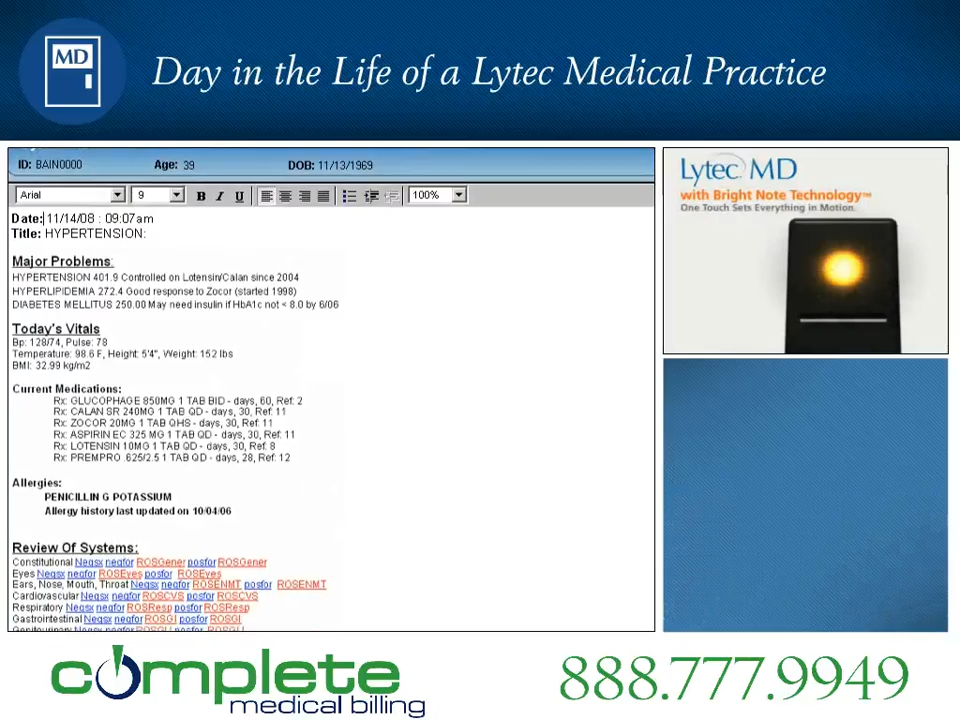 MD
Day in the Life of a Lytec Medical Practice
ID: BAIN0000 Age: 39 DOB: 11/13/1969
Arial 9 B I U 100%
Date: 11/14/08 : 09:07am
Title: HYPERTENSION:
Major Problems:
HYPERTENSION 401.9 Controlled on Lotensin/Calan since 2004
HYPERLIPIDEMIA 272.4 Good response to Zocor (started 1998)
DIABETES MELLITUS 250.00 May need insulin if HbA1c not < 8.0 by 6/06
Today's Vitals
Bp: 128/74, Pulse: 78
Temperature: 98.6 F, Height: 5'4", Weight: 152 lbs
BMI: 32.99 kg/m2
Current Medications:
Rx: GLUCOPHAGE 850MG 1 TAB BID - days, 60, Ref: 2
Rx: CALAN SR 240MG 1 TAB QD - days, 30, Ref: 11
Rx: ZOCOR 20MG 1 TAB QHS - days, 30, Ref: 11
Rx: ASPIRIN EC 325 MG 1 TAB QD - days, 30, Ref: 11
Rx: LOTENSIN 10MG 1 TAB QD - days, 30, Ref: 8
Rx: PREMPRO .625/2.5 1 TAB QD - days, 28, Ref: 12
Allergies:
PENICILLIN G POTASSIUM
Allergy history last updated on 10/04/06
Review Of Systems:
Constitutional Negsx negfor ROSGener posfor ROSGener
Eyes Negsx negfor ROSEyes posfor ROSEyes
Ears, Nose, Mouth, Throat Negsx negfor ROSENMT posfor ROSENMT
Cardiovascular Negsx negfor ROSCVS posfor ROSCVS
Respiratory Negsx negfor ROSResp posfor ROSResp
Gastrointestinal Negsx negfor ROSGI posfor ROSGI
Lytec MD
with Bright Note Technology™
One Touch Sets Everything in Motion.
complete
medical billing
888.777.9949